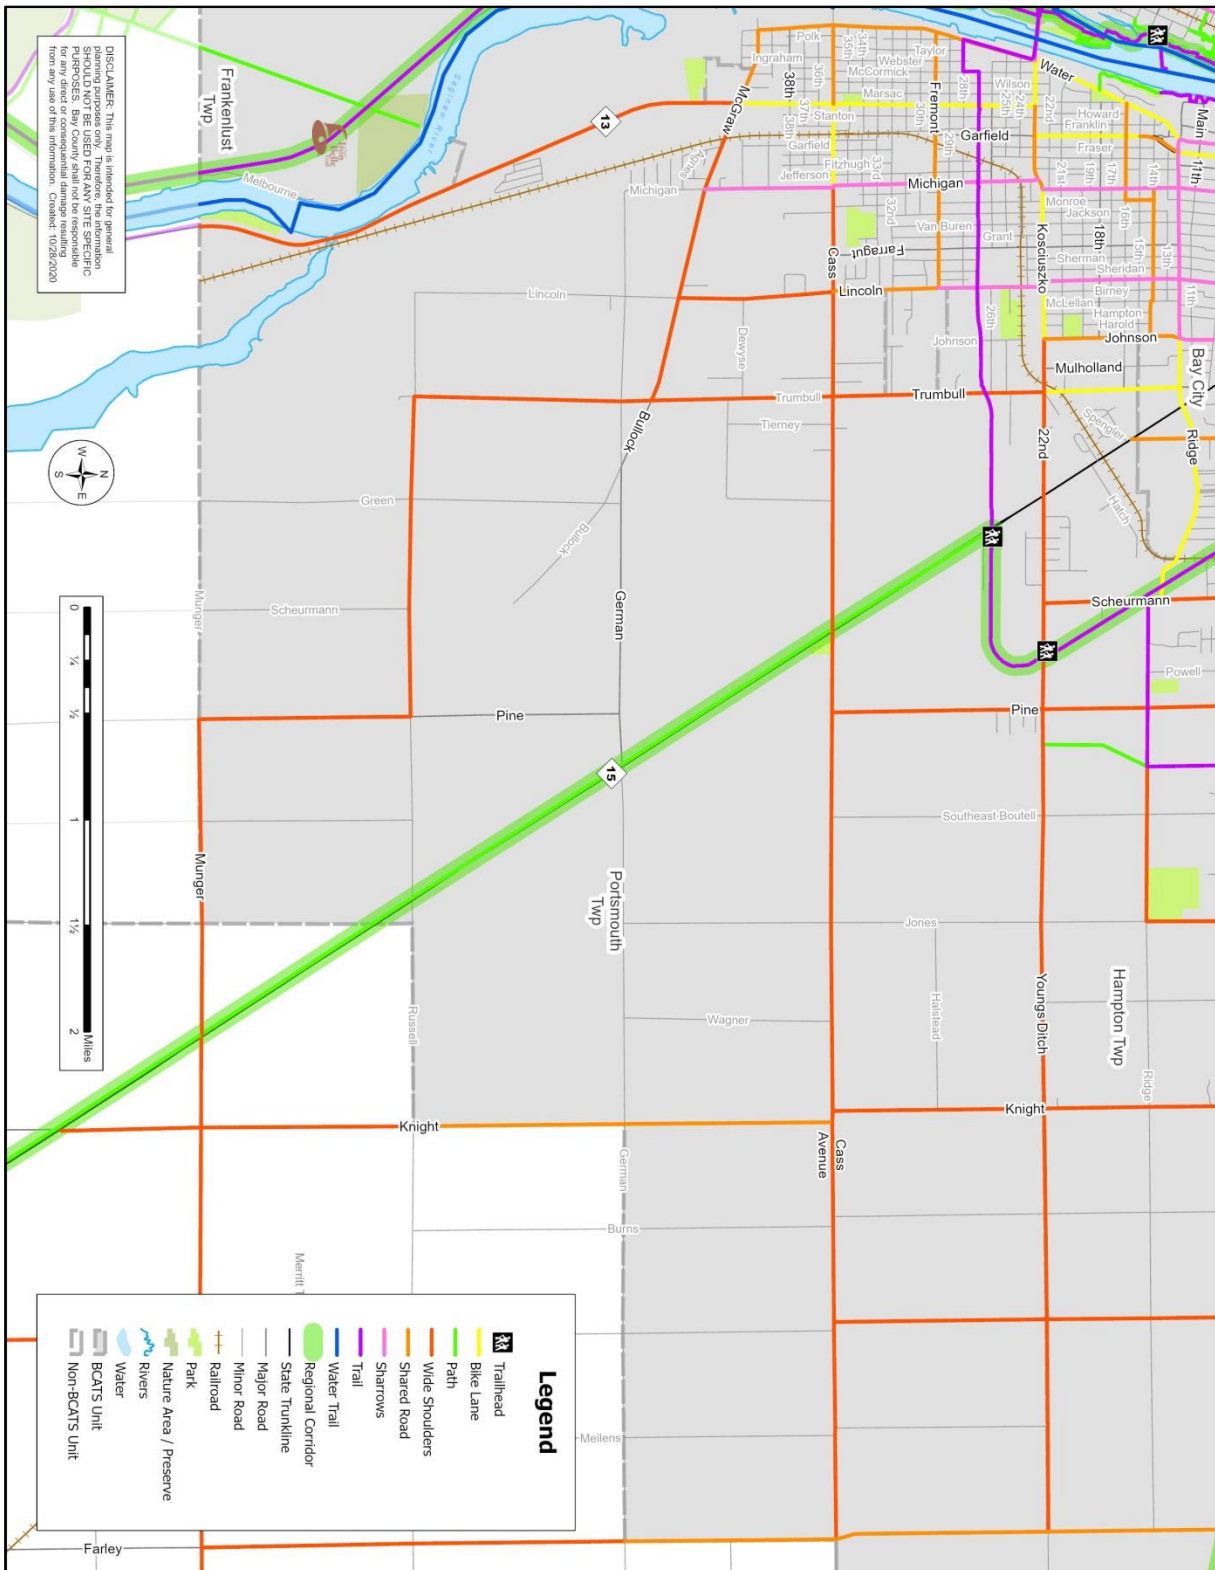 Polk
34th
35th
Taylor
Webster
Ingraham
36th
McCormick
28th
Wilson
Water
38th
Marsac
25th
24th
22nd
Main
McGraw
37th
Stanton
30th
Fremont
Howard
Franklin
13
38th
Garfield
29th
Garfield
Fraser
11th
Agnes
Fitzhugh
33rd
21st
19th
17th
14th
Jefferson
Michigan
Michigan
32nd
Monroe
Jackson
16th
Van Buren
Grant
Kosciuszko
18th
15th
13th
Farragut
Cass
Sherman
Sheridan
Lincoln
Lincoln
Birney
11th
McLellan
Hampton
Harold
26th
Dewyse
Johnson
Johnson
Mulholland
Bay City
Trumbull
Trumbull
Spengler
Bullock
Tierney
22nd
Ridge
Green
Hatch
Bullock
Munger
Scheurmann
German
Scheurmann
Powell
Pine
Pine
15
Southeast Boutell
Munger
Portsmouth
Twp
Jones
Russell
Wagner
Halstead
Youngs Ditch
Hampton Twp
Ridge
Knight
Knight
German
Cass
Avenue
Burns
Meilens
Farley
Saginaw River
Melbourne
Frankenlust
Twp
DISCLAIMER: This map is intended for general
planning purposes only. Therefore, the information
SHOULD NOT BE USED FOR ANY SITE SPECIFIC
PURPOSES. Bay County shall not be responsible
for any direct or consequential damage resulting
from any use of this information. Created: 10/28/2020
N
W
E
S
0
¼
½
1
1½
2
Miles
Legend
Trailhead
Bike Lane
Path
Wide Shoulders
Shared Road
Sharrows
Trail
Water Trail
Regional Corridor
State Trunkline
Major Road
Minor Road
Railroad
Park
Nature Area / Preserve
Rivers
Water
BCATS Unit
Non-BCATS Unit